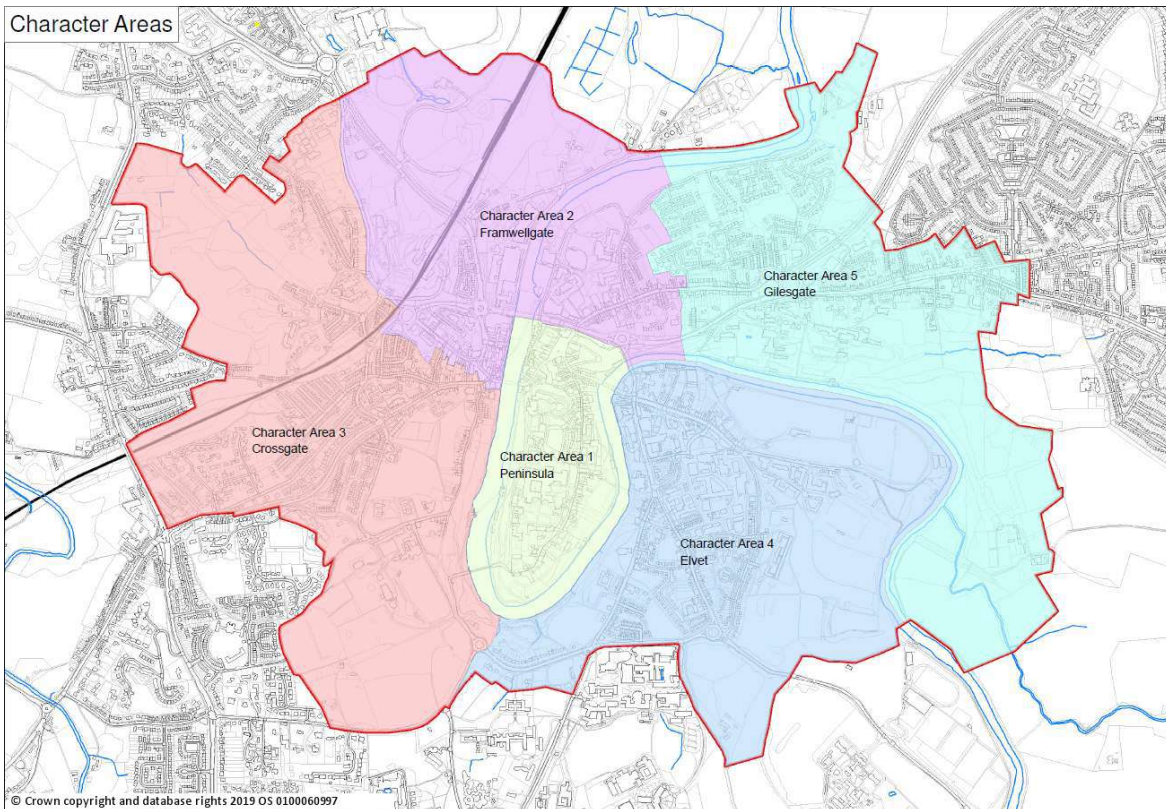 Character Areas
Character Area 2
Framwellgate
Character Area 5
Gilesgate
Character Area 3
Crossgate
Character Area 1
Peninsula
Character Area 4
Elvet
© Crown copyright and database rights 2019 OS 0100060997